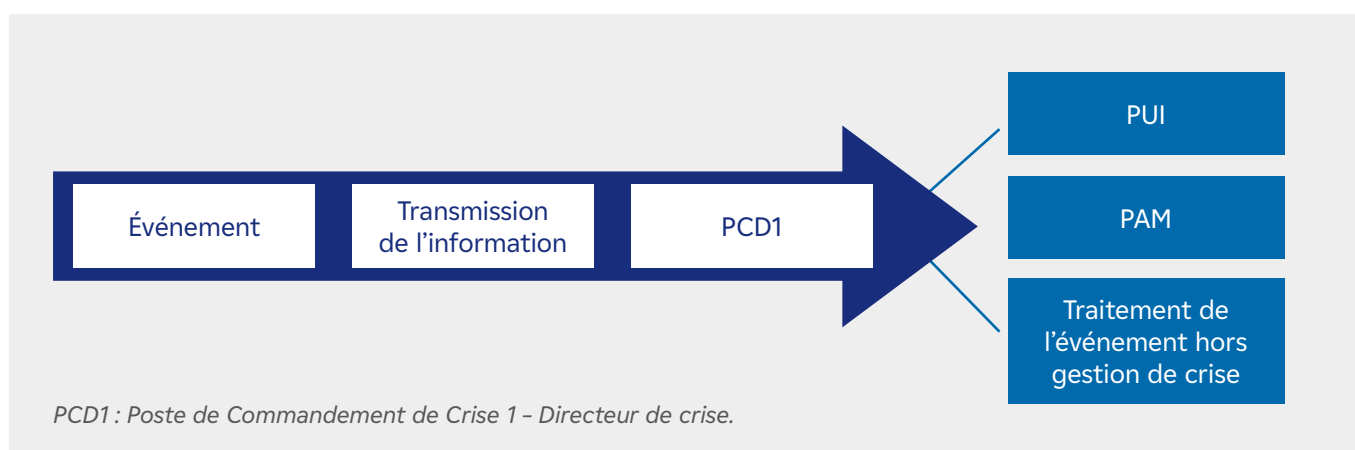 Événement
Transmission
de l’information
PCD1
PUI
PAM
Traitement de
l’événement hors
gestion de crise
PCD1 : Poste de Commandement de Crise 1 – Directeur de crise.